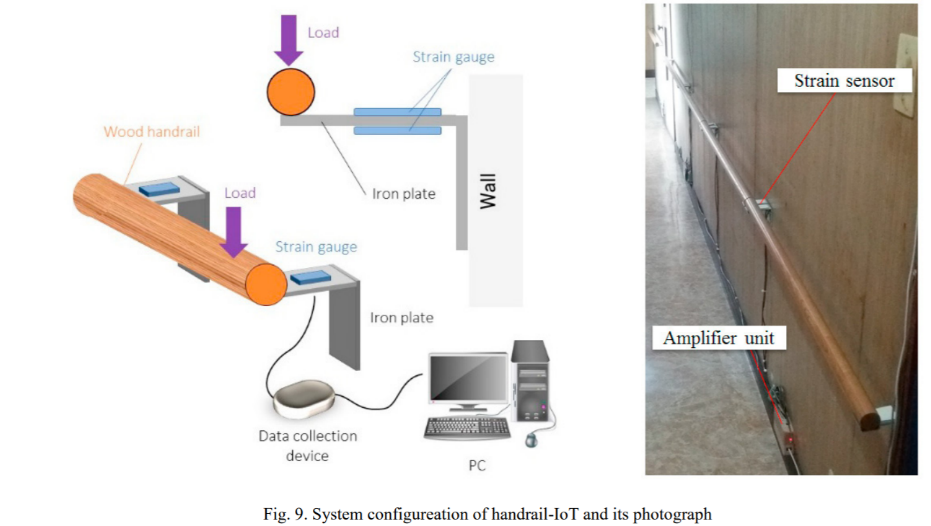 Load
Strain gauge
Wood handrail
Iron plate
Wall
Load
Strain gauge
Iron plate
Data collection
device
PC
Strain sensor
Amplifier unit
Fig. 9. System configureation of handrail-IoT and its photograph